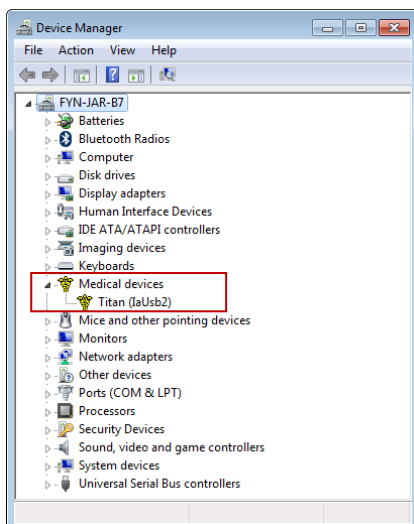 Device Manager
File Action View Help
FYN-JAR-B7
Batteries
Bluetooth Radios
Computer
Disk drives
Display adapters
Human Interface Devices
IDE ATA/ATAPI controllers
Imaging devices
Keyboards
Medical devices
Titan (IaUsb2)
Mice and other pointing devices
Monitors
Network adapters
Other devices
Ports (COM & LPT)
Processors
Security Devices
Sound, video and game controllers
System devices
Universal Serial Bus controllers